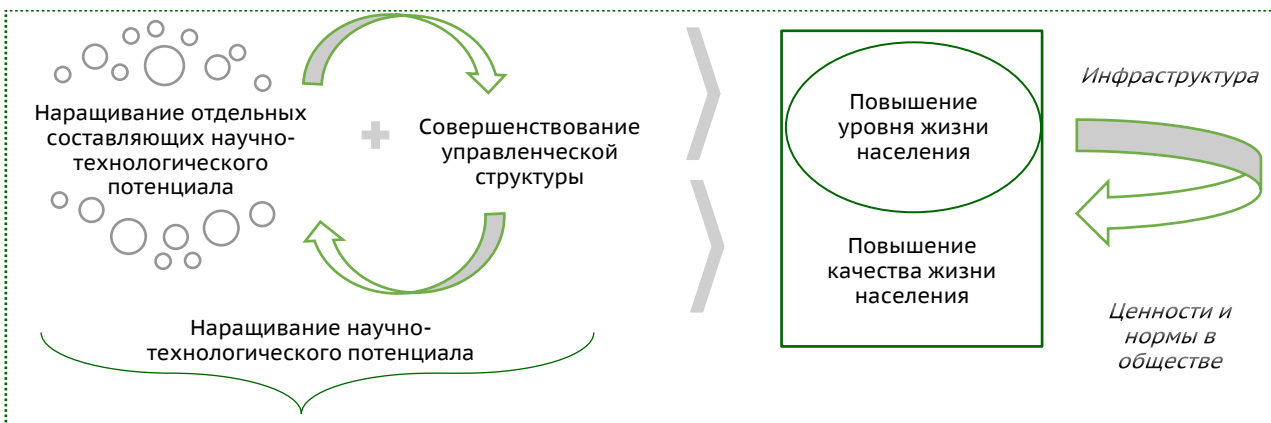 Наращивание отдельных
составляющих научно-
технологического
потенциала
Совершенствование
управленческой
структуры
Наращивание научно-
технологического потенциала
Повышение
уровня жизни
населения
Повышение
качества жизни
населения
Инфраструктура
Ценности и
нормы в
обществе